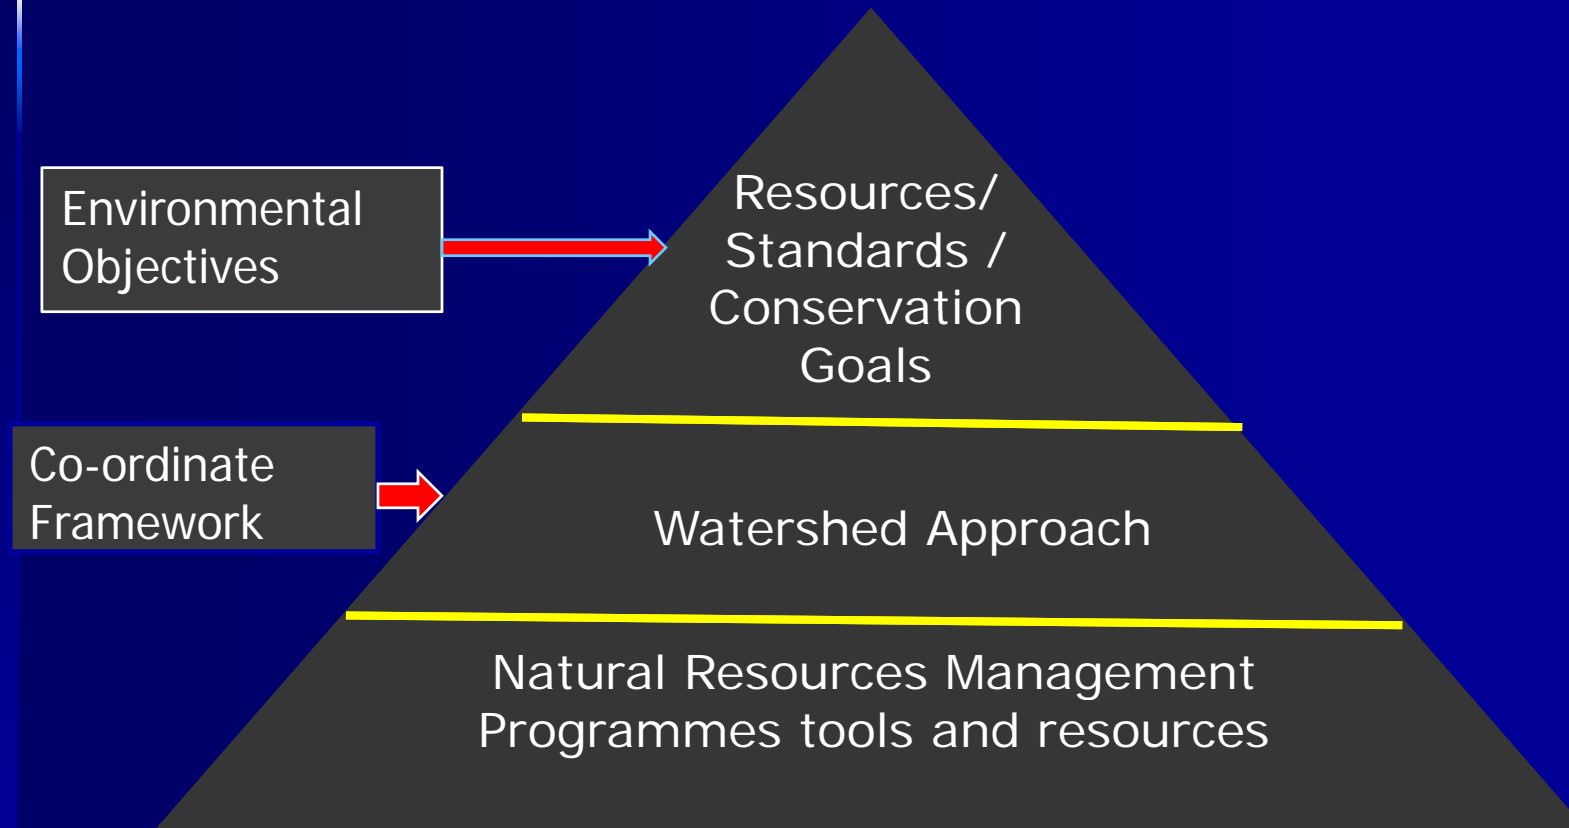 Environmental
Objectives
Resources/
Standards /
Conservation
Goals
Co-ordinate
Framework
Watershed Approach
Natural Resources Management
Programmes tools and resources